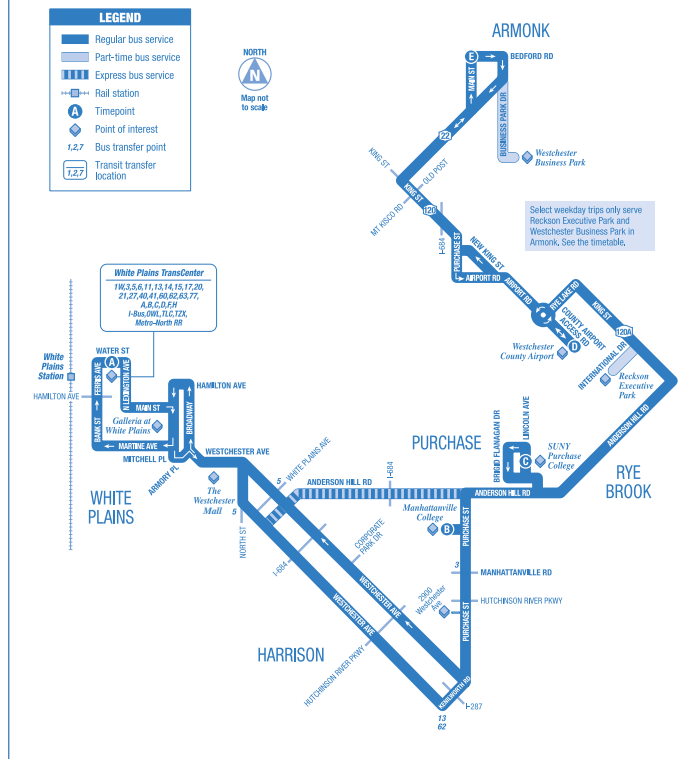 LEGEND
Regular bus service
Part-time bus service
Express bus service
Rail station
A Timepoint
Point of interest
1,2,7 Bus transfer point
1,2,7 Transit transfer
location
NORTH
N
Map not
to scale
ARMONK
E
BEDFORD RD
MAIN ST
BUSINESS PARK DR
22
Westchester
Business Park
KING ST
OLD POST
KING ST
120
MT KISCO RD
I-684
Select weekday trips only serve
Reckson Executive Park and
Westchester Business Park in
Armonk. See the timetable.
PURCHASE ST
NEW KING ST
AIRPORT RD
AIRPORT RD
RYE LAKE RD
KING ST
120A
COUNTY AIRPORT
ACCESS RD
D
Westchester
County Airport
INTERNATIONAL DR
Reckson
Executive
Park
ANDERSON HILL RD
RYE
BROOK
White Plains TransCenter
1W,3,5,6,11,13,14,15,17,20,
21,27,40,41,60,62,63,77,
A,B,C,D,F,H
I-Bus,OWL,TLC,TZX,
Metro-North RR
White
Plains
Station
WATER ST
A
FERRIS AVE
N LEXINGTON AVE
HAMILTON AVE
HAMILTON AVE
MAIN ST
BROADWAY
Galleria at
White Plains
BANK ST
MARTINE AVE
MITCHELL PL
ARMORY PL
WESTCHESTER AVE
WHITE
PLAINS
The
Westchester
Mall
5
WHITE PLAINS AVE
5
NORTH ST
I-684
ANDERSON HILL RD
I-684
PURCHASE
BRIGID FLANAGAN DR
LINCOLN AVE
C
SUNY
Purchase
College
ANDERSON HILL RD
Manhattanville
College
B
PURCHASE ST
CORPORATE
PARK DR
3
MANHATTANVILLE RD
2900
Westchester
Ave
HUTCHINSON RIVER PKWY
PURCHASE ST
WESTCHESTER AVE
WESTCHESTER AVE
HARRISON
HUTCHINSON RIVER PKWY
KENILWORTH RD
I-287
13
62